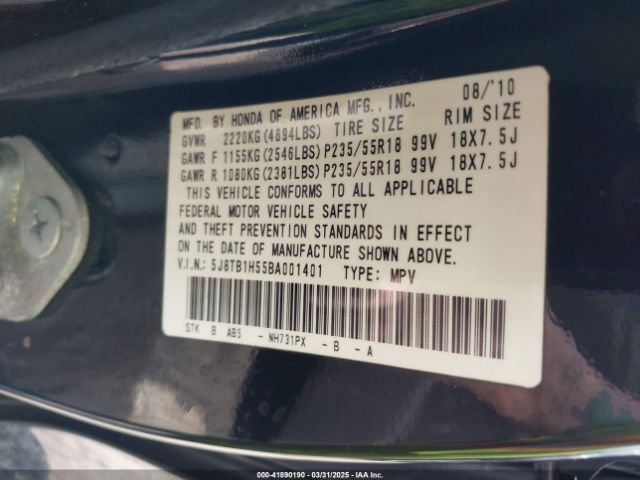 08/'10
MFD. BY HONDA OF AMERICA MFG., INC.
GVWR 2220KG(4894LBS) TIRE SIZE RIM SIZE
GAWR F 1155KG(2546LBS)P235/55R18 99V 18X7.5J
GAWR R 1080KG(2381LBS)P235/55R18 99V 18X7.5J
THIS VEHICLE CONFORMS TO ALL APPLICABLE
FEDERAL MOTOR VEHICLE SAFETY
AND THEFT PREVENTION STANDARDS IN EFFECT
ON THE DATE OF MANUFACTURE SHOWN ABOVE.
V.I.N.: 5J8TB1H55BA001401 TYPE: MPV
STK B AB5 - NH731PX - B - A
000-41890190 - 03/31/2025 - IAA Inc.